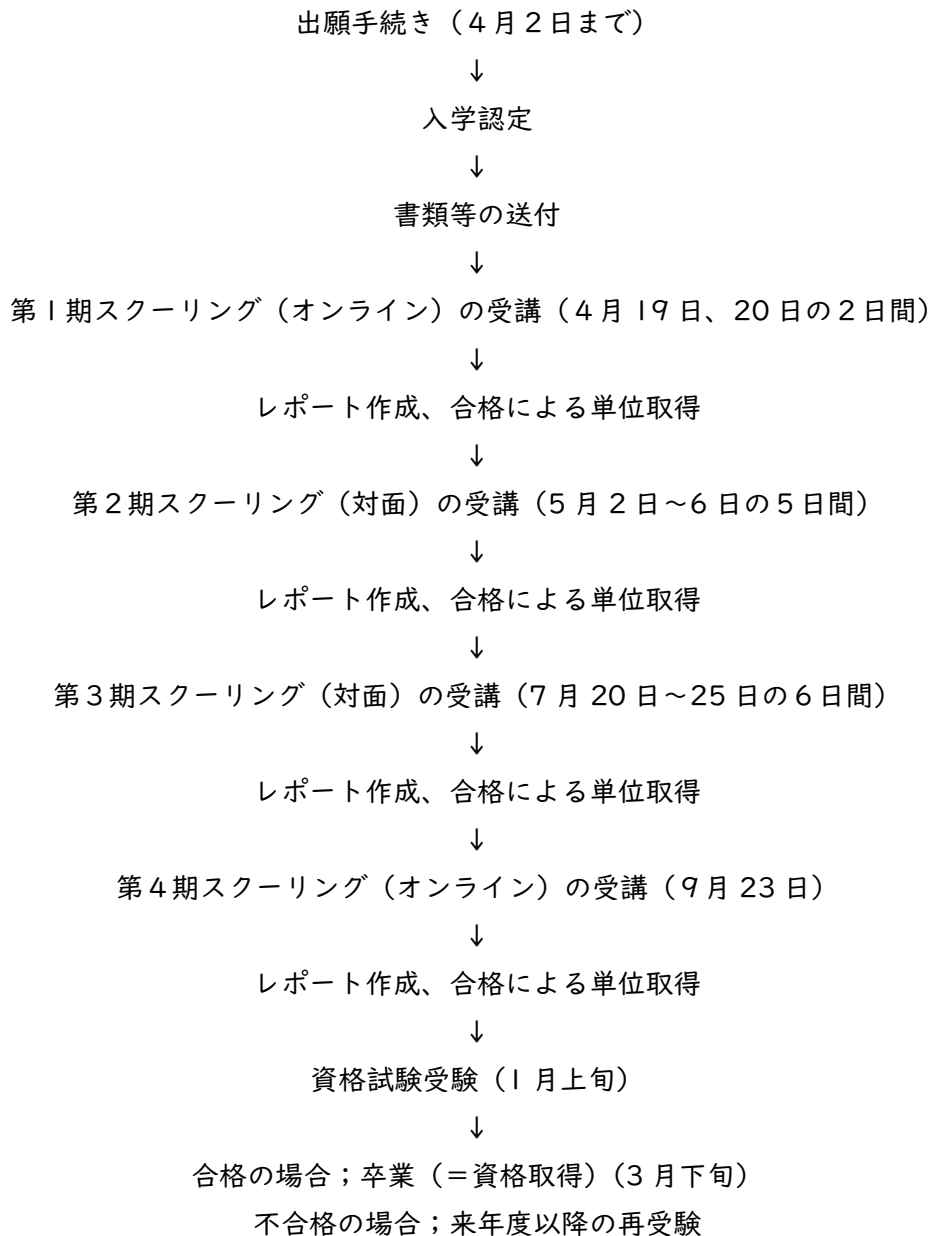 出願手続き（4月2日まで）
↓
入学認定
↓
書類等の送付
↓
第1期スクーリング（オンライン）の受講（4月19日、20日の2日間）
↓
レポート作成、合格による単位取得
↓
第2期スクーリング（対面）の受講（5月2日～6日の5日間）
↓
レポート作成、合格による単位取得
↓
第3期スクーリング（対面）の受講（7月20日～25日の6日間）
↓
レポート作成、合格による単位取得
↓
第4期スクーリング（オンライン）の受講（9月23日）
↓
レポート作成、合格による単位取得
↓
資格試験受験（1月上旬）
↓
合格の場合；卒業（＝資格取得）（3月下旬）
不合格の場合；来年度以降の再受験